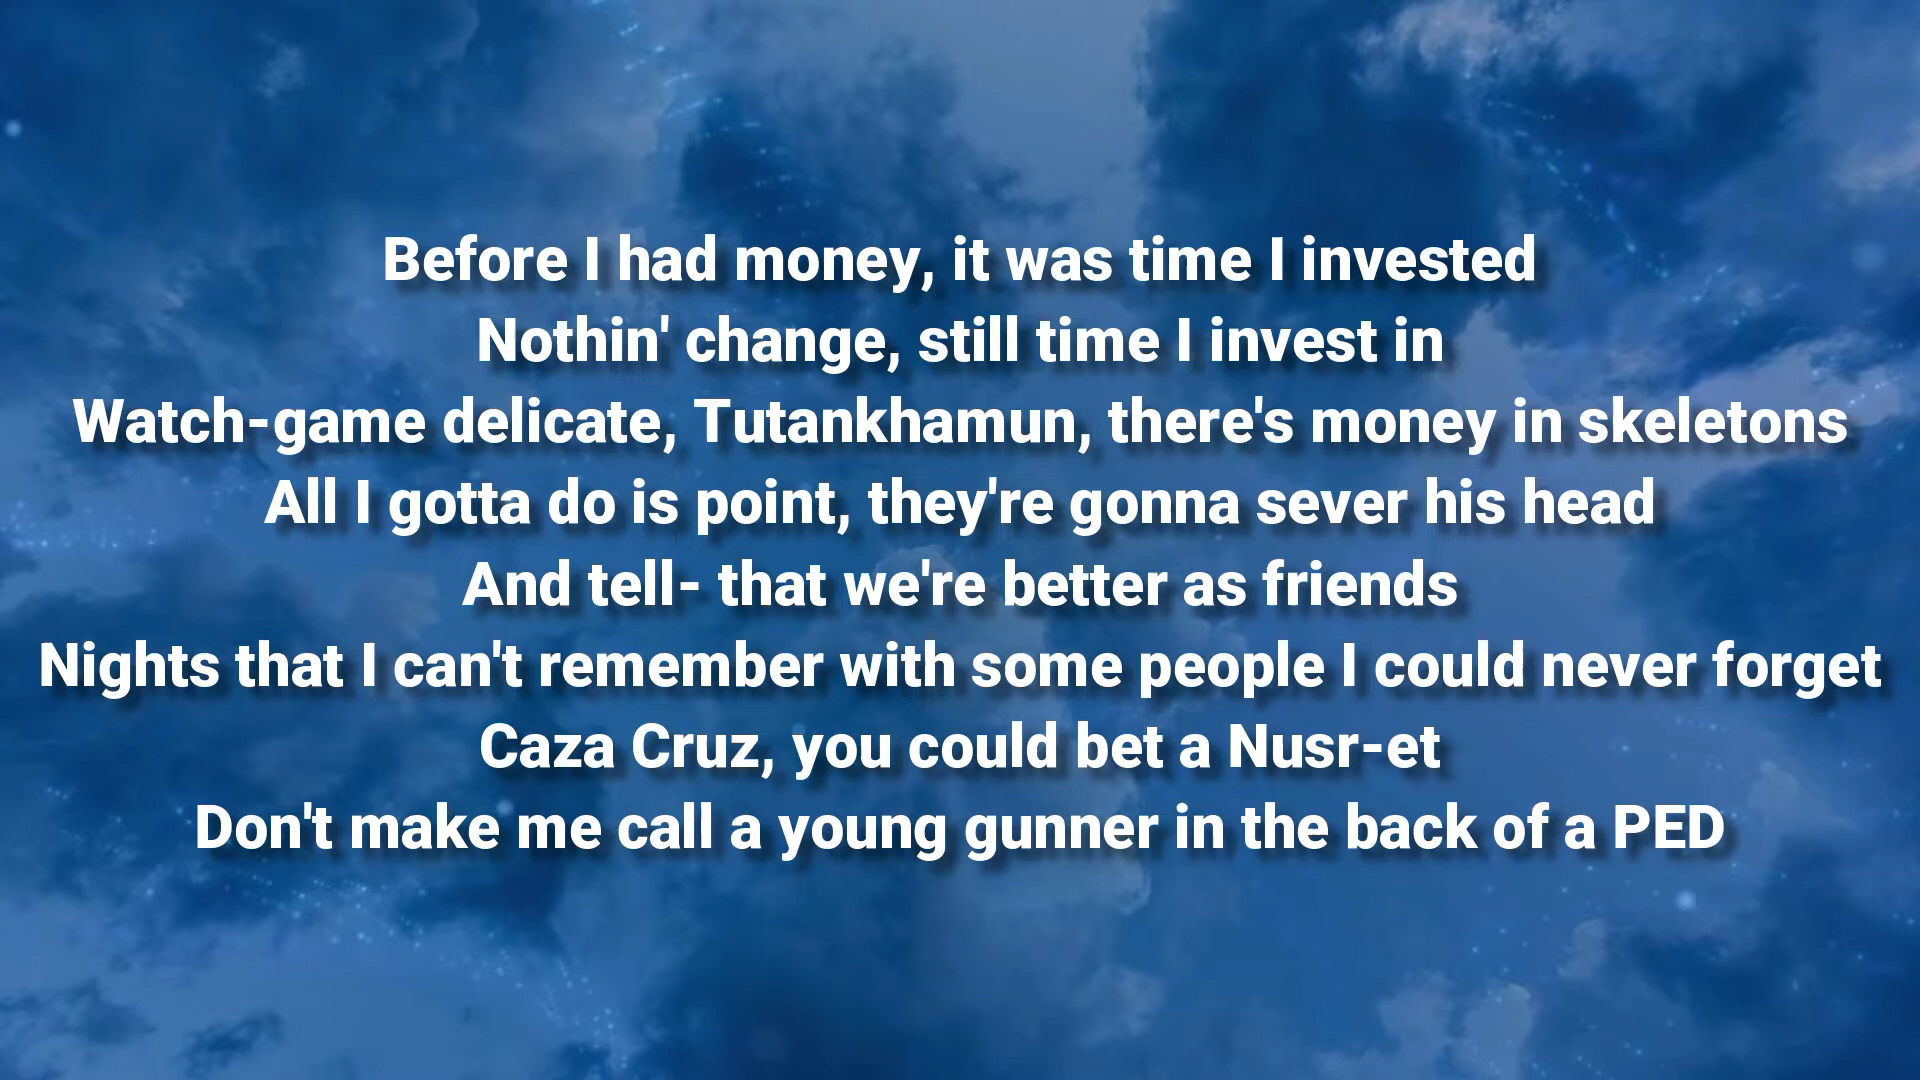 Before I had money, it was time I invested
Nothin' change, still time I invest in
Watch-game delicate, Tutankhamun, there's money in skeletons
All I gotta do is point, they're gonna sever his head
And tell- that we're better as friends
Nights that I can't remember with some people I could never forget
Caza Cruz, you could bet a Nusr-et
Don't make me call a young gunner in the back of a PED